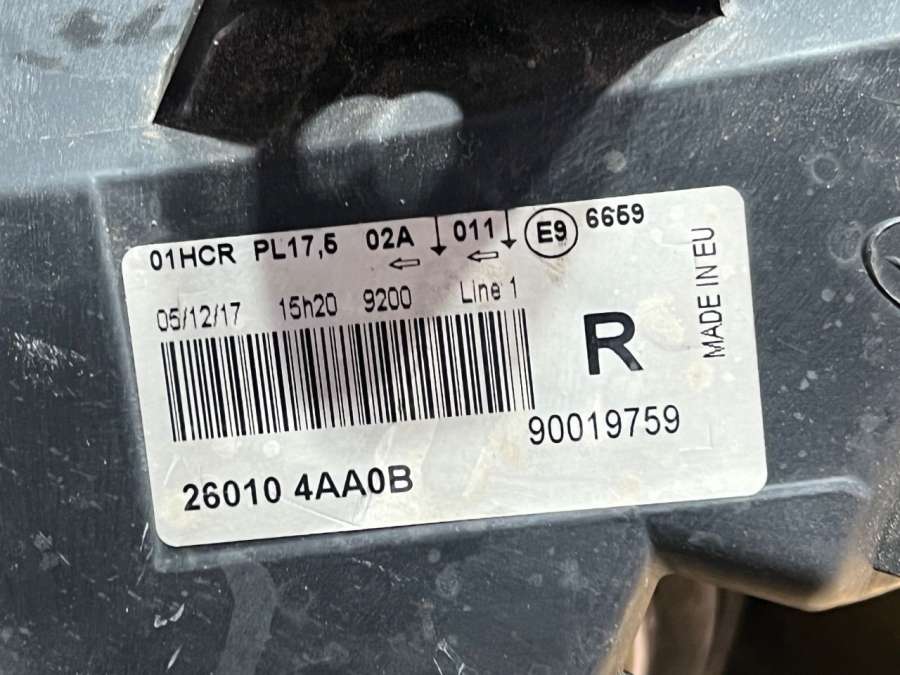 01HCR PL17,5 02A 011 E9 6659
05/12/17 15h20 9200 Line 1
R
MADE IN EU
90019759
26010 4AA0B